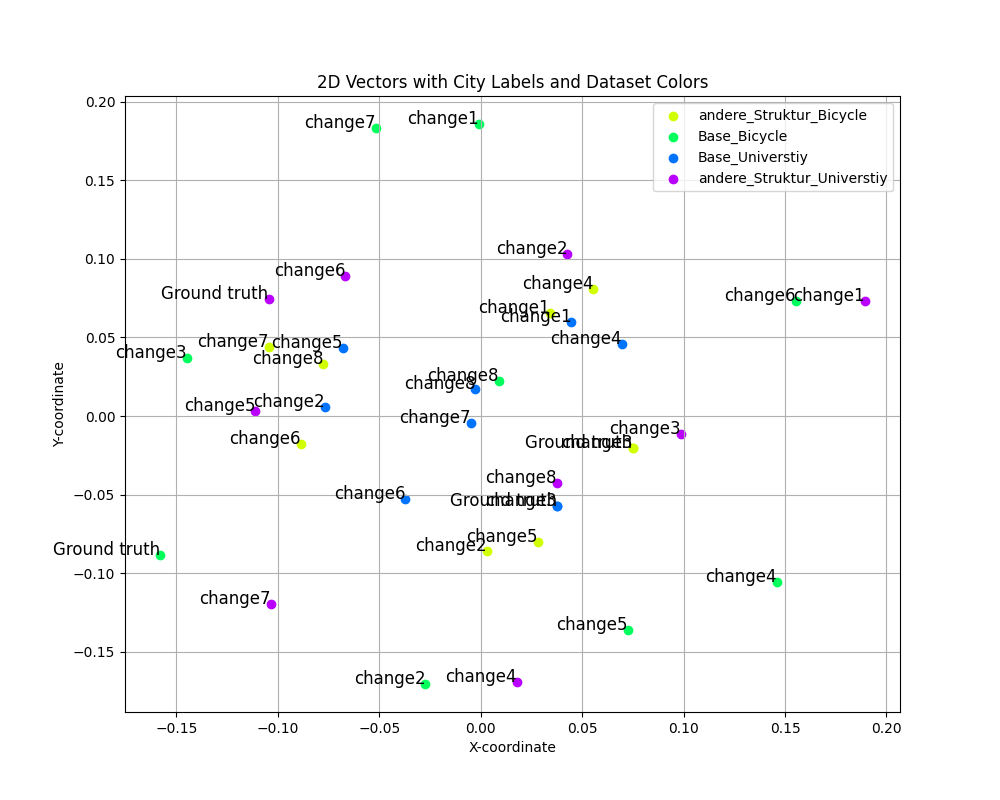 2D Vectors with City Labels and Dataset Colors
0.20
change7
change1
andere_Struktur_Bicycle
Base_Bicycle
Base_Universtiy
andere_Struktur_Universtiy
0.15
0.10
change2
change6
change4
Ground truth
change6
change1
change1
change1
0.05
change7
change5
change4
change3
change8
change8
change8
0.00
change5
change2
change7
change6
change3
Ground truth
change3
change8
−0.05
change6
Ground truth
change3
change5
change2
Ground truth
−0.10
change4
change7
change5
−0.15
change2
change4
−0.15
−0.10
−0.05
0.00
0.05
0.10
0.15
0.20
X-coordinate
Y-coordinate